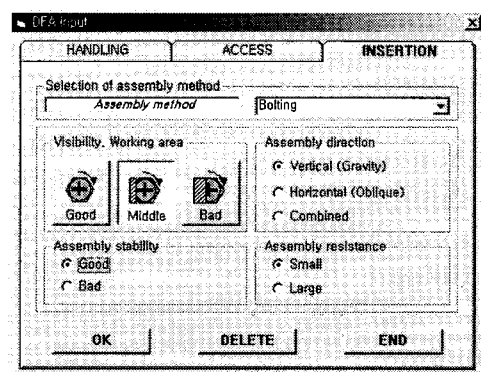 DFA Input
HANDLING ACCESS INSERTION
Selection of assembly method
Assembly method Bolting
Visibility, Working area
Good Middle Bad
Assembly direction
Vertical (Gravity)
Horizontal (Oblique)
Combined
Assembly stability
Good
Bad
Assembly resistance
Small
Large
OK DELETE END